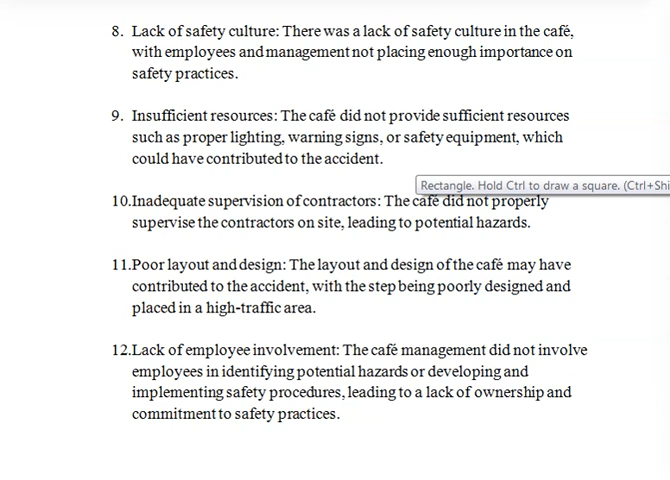 8. Lack of safety culture: There was a lack of safety culture in the café,
with employees and management not placing enough importance on
safety practices.
9. Insufficient resources: The café did not provide sufficient resources
such as proper lighting, warning signs, or safety equipment, which
could have contributed to the accident.
Rectangle. Hold Ctrl to draw a square. (Ctrl+Shi
10.Inadequate supervision of contractors: The café did not properly
supervise the contractors on site, leading to potential hazards.
11.Poor layout and design: The layout and design of the café may have
contributed to the accident, with the step being poorly designed and
placed in a high-traffic area.
12.Lack of employee involvement: The café management did not involve
employees in identifying potential hazards or developing and
implementing safety procedures, leading to a lack of ownership and
commitment to safety practices.